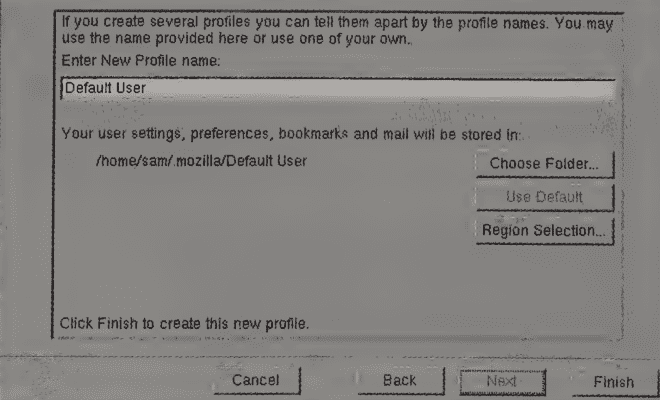 If you create several profiles you can tell them apart by the profile names. You may
use the name provided here or use one of your own.
Enter New Profile name:
Default User
Your user settings, preferences, bookmarks and mail will be stored in:
/home/sam/.mozilla/Default User
Choose Folder...
Use Default
Region Selection...
Click Finish to create this new profile.
Cancel
Back
Next
Finish